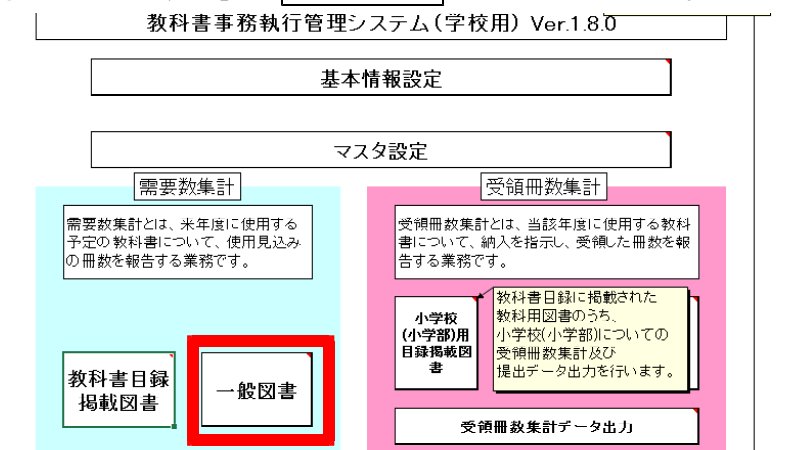 教科書事務執行管理システム(学校用) Ver.1.8.0
基本情報設定
マスタ設定
需要数集計
需要数集計とは、来年度に使用する
予定の教科書について、使用見込み
の冊数を報告する業務です。
教科書目録
掲載図書
一般図書
受領冊数集計
受領冊数集計とは、当該年度に使用する教科
書について、納入を指示し、受領した冊数を報
告する業務です。
小学校
(小学部)用
目録掲載図
書
教科書目録に掲載された
教科用図書のうち、
小学校(小学部)についての
受領冊数集計及び
提出データ出力を行います。
受領冊数集計データ出力